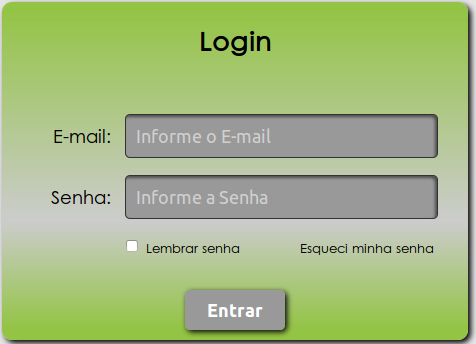 Login
E-mail: Informe o E-mail
Senha: Informe a Senha
Lembrar senha Esqueci minha senha
Entrar